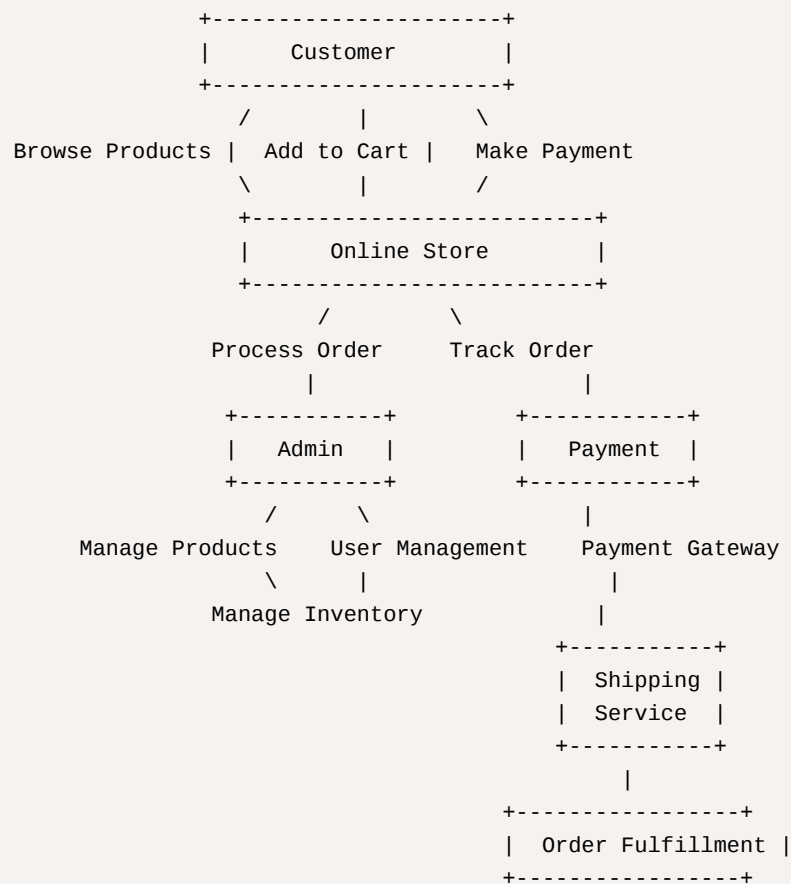 Customer
Browse Products | Add to Cart | Make Payment
Online Store
Process Order Track Order
Admin Payment
Manage Products User Management Payment Gateway
Manage Inventory
Shipping
Service
Order Fulfillment